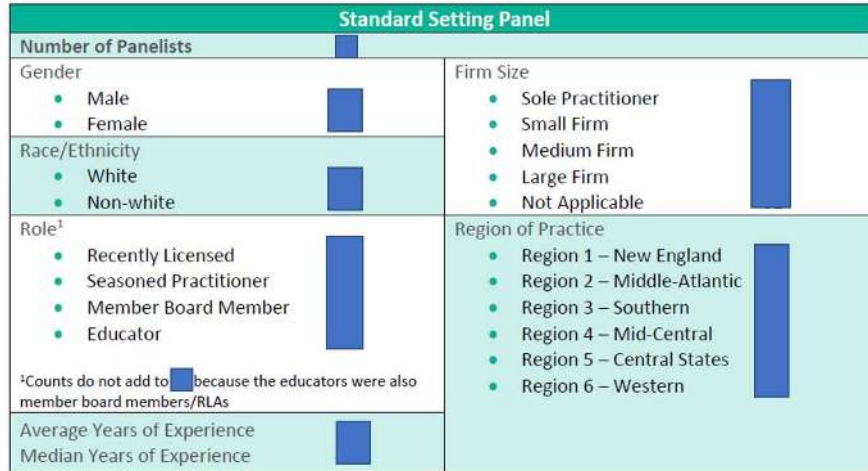 Standard Setting Panel
Number of Panelists
Gender
• Male
• Female
Race/Ethnicity
• White
• Non-white
Role¹
• Recently Licensed
• Seasoned Practitioner
• Member Board Member
• Educator
¹Counts do not add to because the educators were also
member board members/RLAs
Average Years of Experience
Median Years of Experience
Firm Size
• Sole Practitioner
• Small Firm
• Medium Firm
• Large Firm
• Not Applicable
Region of Practice
• Region 1 – New England
• Region 2 – Middle-Atlantic
• Region 3 – Southern
• Region 4 – Mid-Central
• Region 5 – Central States
• Region 6 – Western